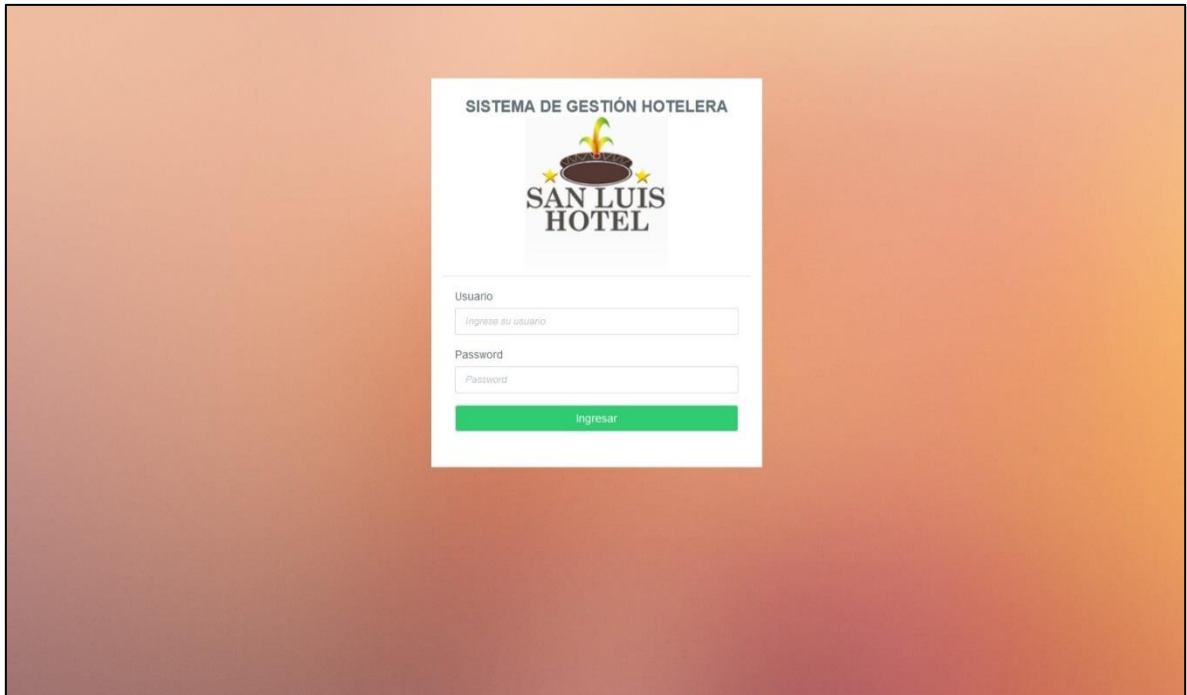 SISTEMA DE GESTIÓN HOTELERA
SAN LUIS
HOTEL
Usuario
Ingrese su usuario
Password
Password
Ingresar